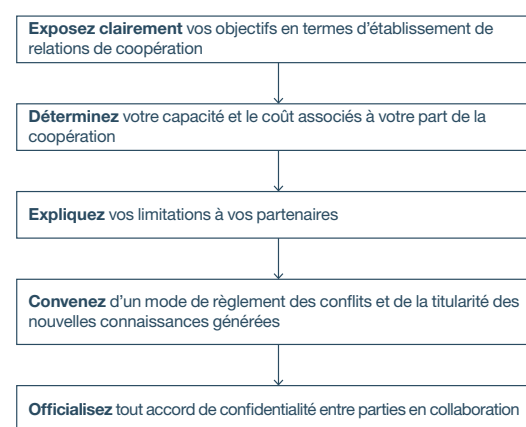 Exposez clairement vos objectifs en termes d’établissement de
relations de coopération
Déterminez votre capacité et le coût associés à votre part de la
coopération
Expliquez vos limitations à vos partenaires
Convenez d’un mode de règlement des conflits et de la titularité des
nouvelles connaissances générées
Officialisez tout accord de confidentialité entre parties en collaboration